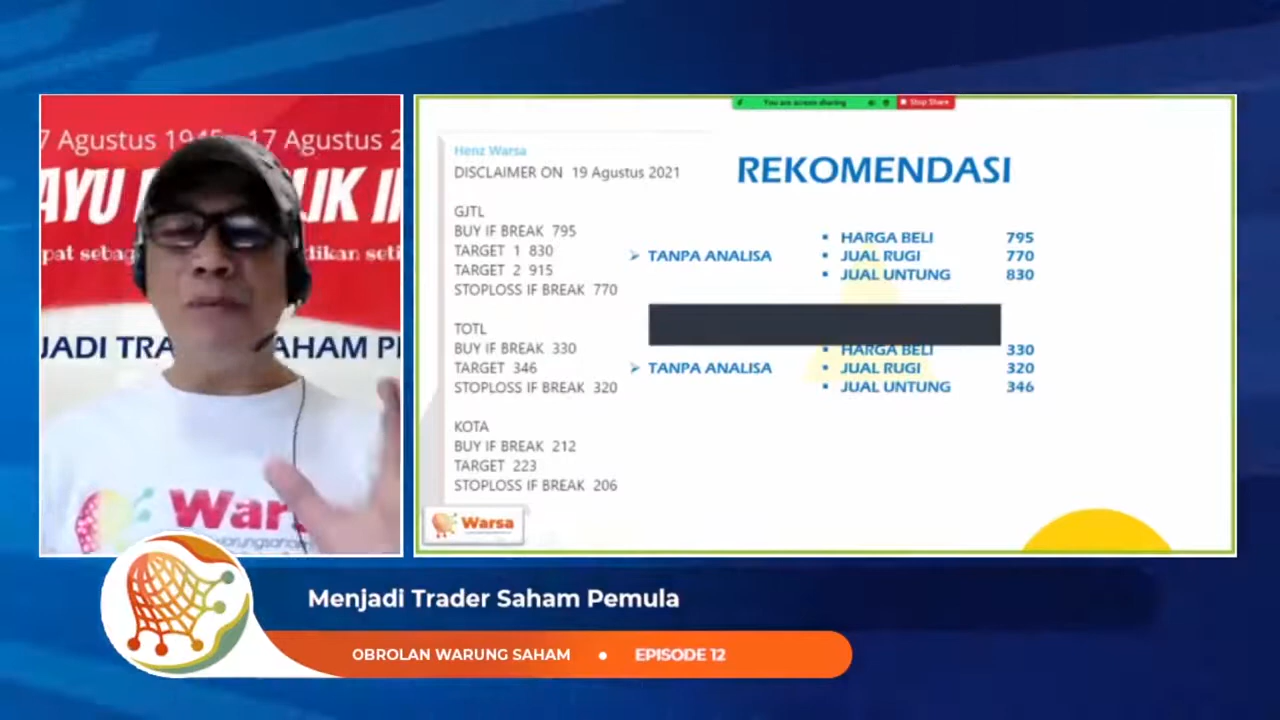 7 Agustus 1945 - 17 Agustus 2
AYU
LIK I
pat sebag
dikan seti
JADI TRA
AHAM P
War
You are screen sharing
Stop Share
Henz Warsa
DISCLAIMER ON 19 Agustus 2021
GJTL
BUY IF BREAK 795
TARGET 1 830
TARGET 2 915
STOPLOSS IF BREAK 770
TOTL
BUY IF BREAK 330
TARGET 346
STOPLOSS IF BREAK 320
KOTA
BUY IF BREAK 212
TARGET 223
STOPLOSS IF BREAK 206
REKOMENDASI
TANPA ANALISA
HARGA BELI 795
JUAL RUGI 770
JUAL UNTUNG 830
TANPA ANALISA
HARGA BELI 330
JUAL RUGI 320
JUAL UNTUNG 346
Warsa
Menjadi Trader Saham Pemula
OBROLAN WARUNG SAHAM • EPISODE 12